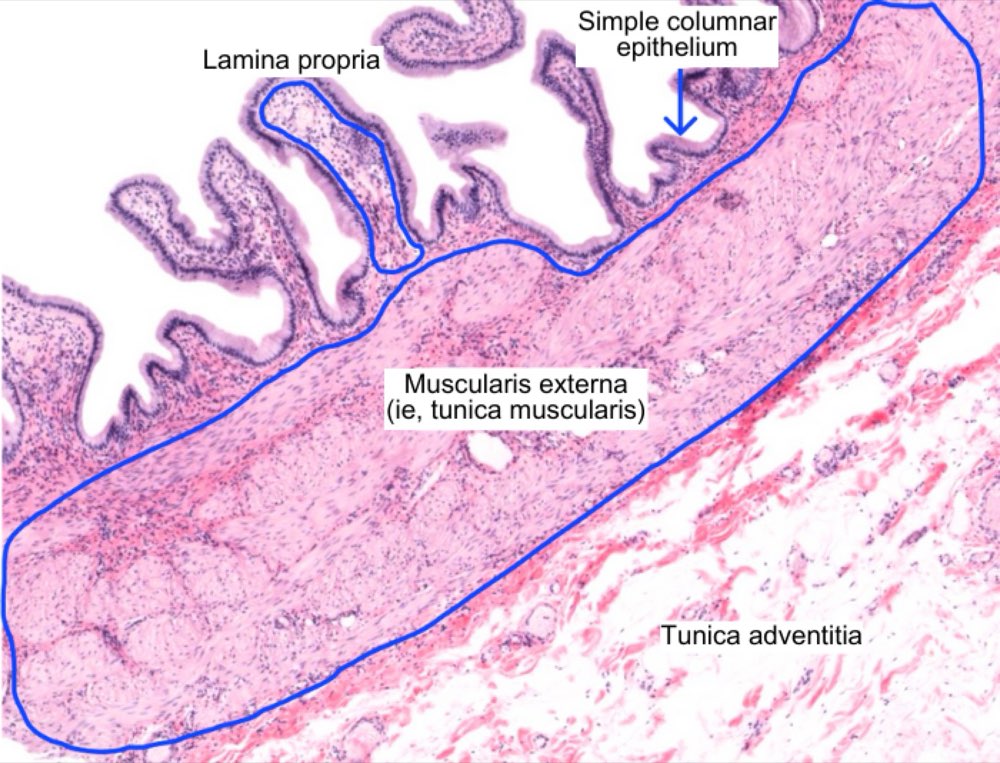 Simple columnar
epithelium
Lamina propria
Muscularis externa
(ie, tunica muscularis)
Tunica adventitia